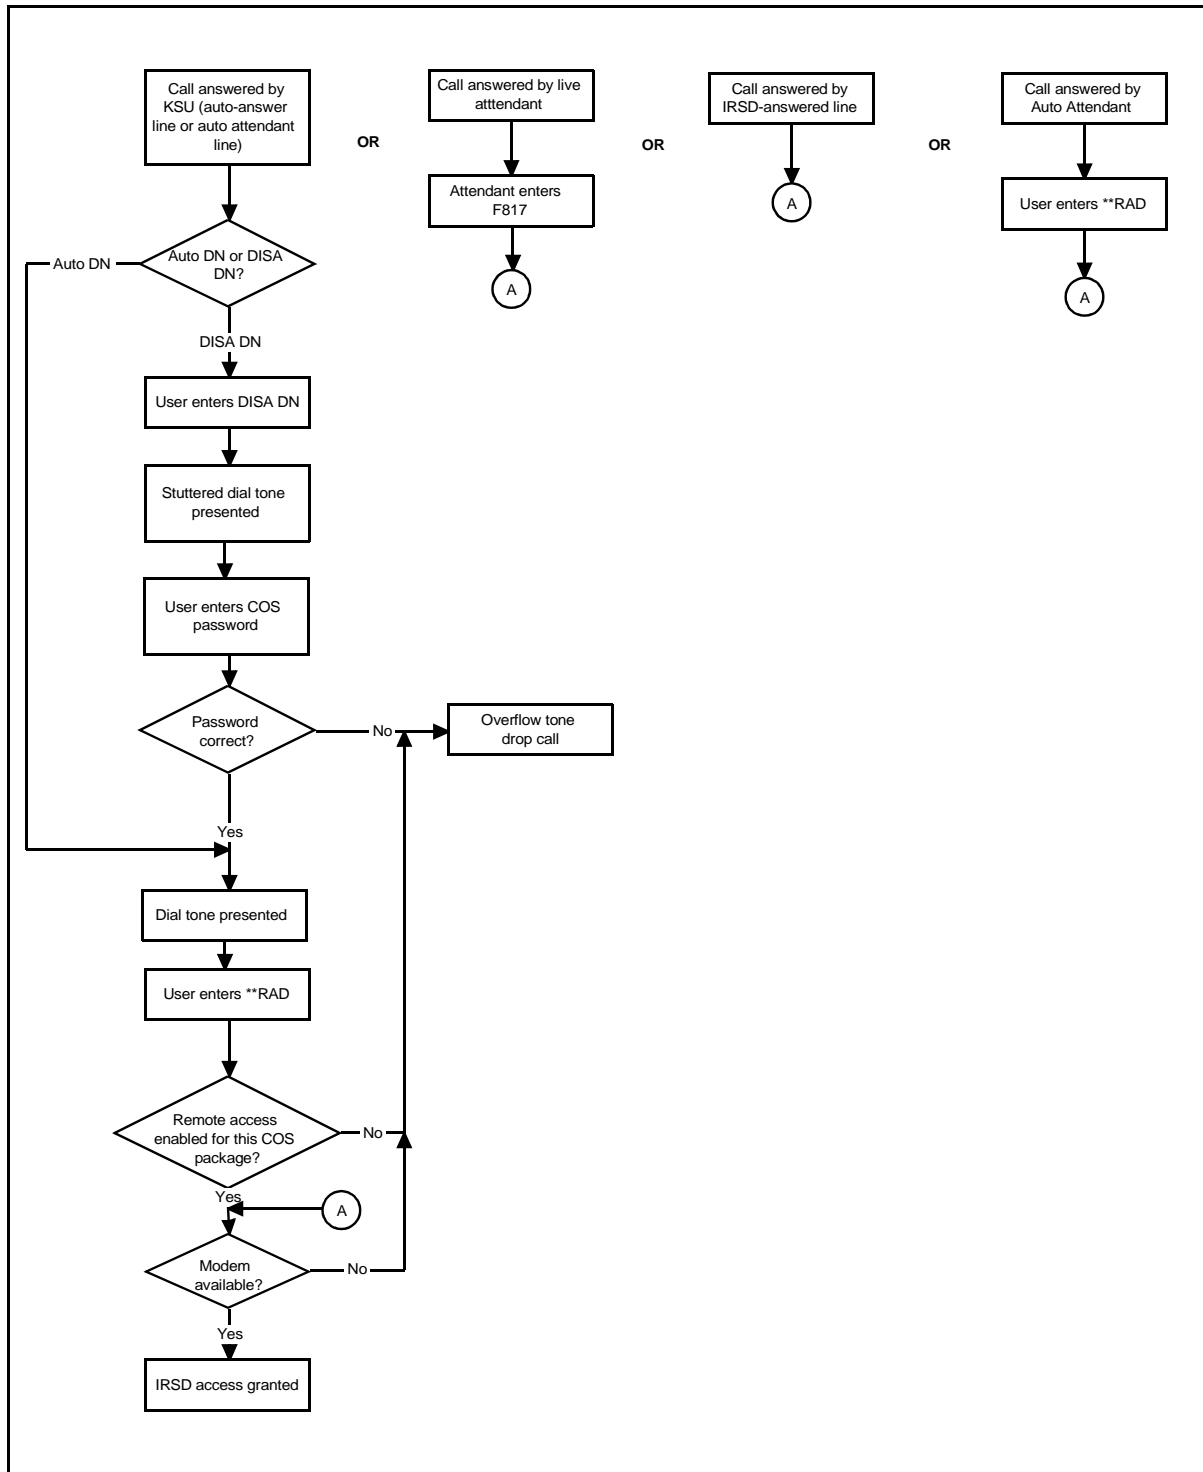 Call answered by
KSU (auto-answer
line or auto attendant
line)
OR
Call answered by live
atttendant
OR
Call answered by
IRSD-answered line
OR
Call answered by
Auto Attendant
Attendant enters
F817
A
User enters **RAD
A
A
Auto DN or DISA
DN?
Auto DN
DISA DN
User enters DISA DN
Stuttered dial tone
presented
User enters COS
password
Password
correct?
No
Overflow tone
drop call
Yes
Dial tone presented
User enters **RAD
Remote access
enabled for this COS
package?
No
Yes
A
Modem
available?
No
Yes
IRSD access granted